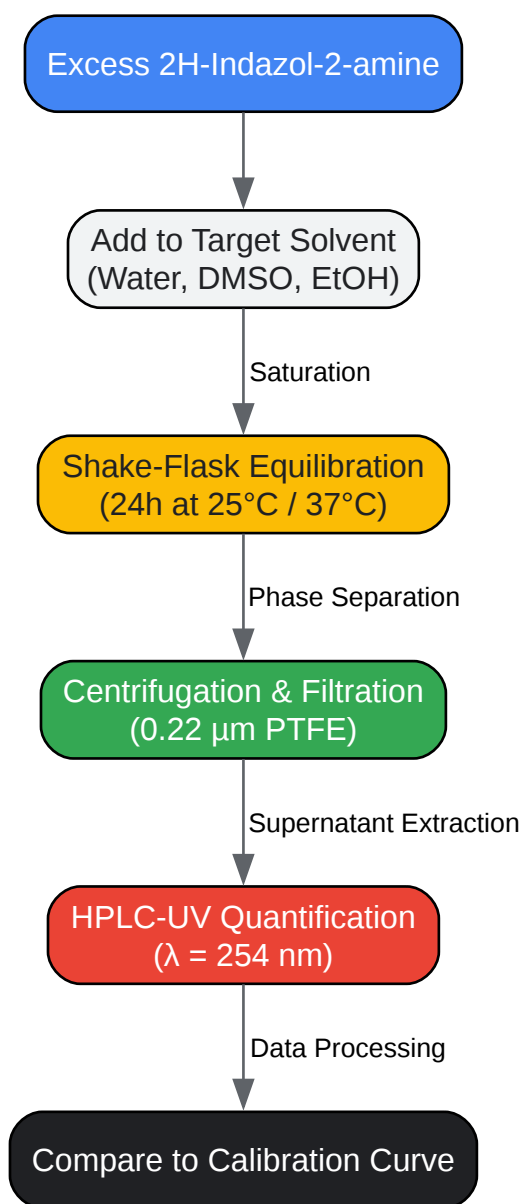 Excess 2H-Indazol-2-amine
Add to Target Solvent
(Water, DMSO, EtOH)
Saturation
Shake-Flask Equilibration
(24h at 25°C / 37°C)
Phase Separation
Centrifugation & Filtration
(0.22 µm PTFE)
Supernatant Extraction
HPLC-UV Quantification
(λ = 254 nm)
Data Processing
Compare to Calibration Curve